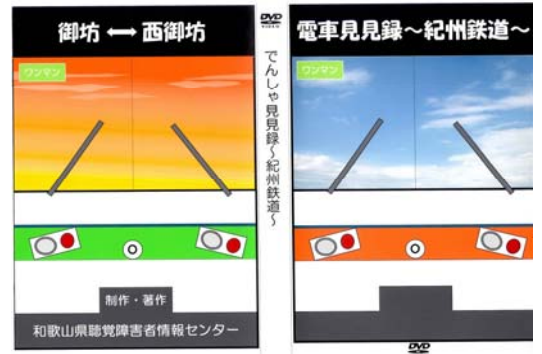 御坊 ⟷ 西御坊
ワンマン
制作・著作
和歌山県聴覚障害者情報センター
DVD
VIDEO
でんしゃ見見録～紀州鉄道～
電車見見録～紀州鉄道～
ワンマン
DVD